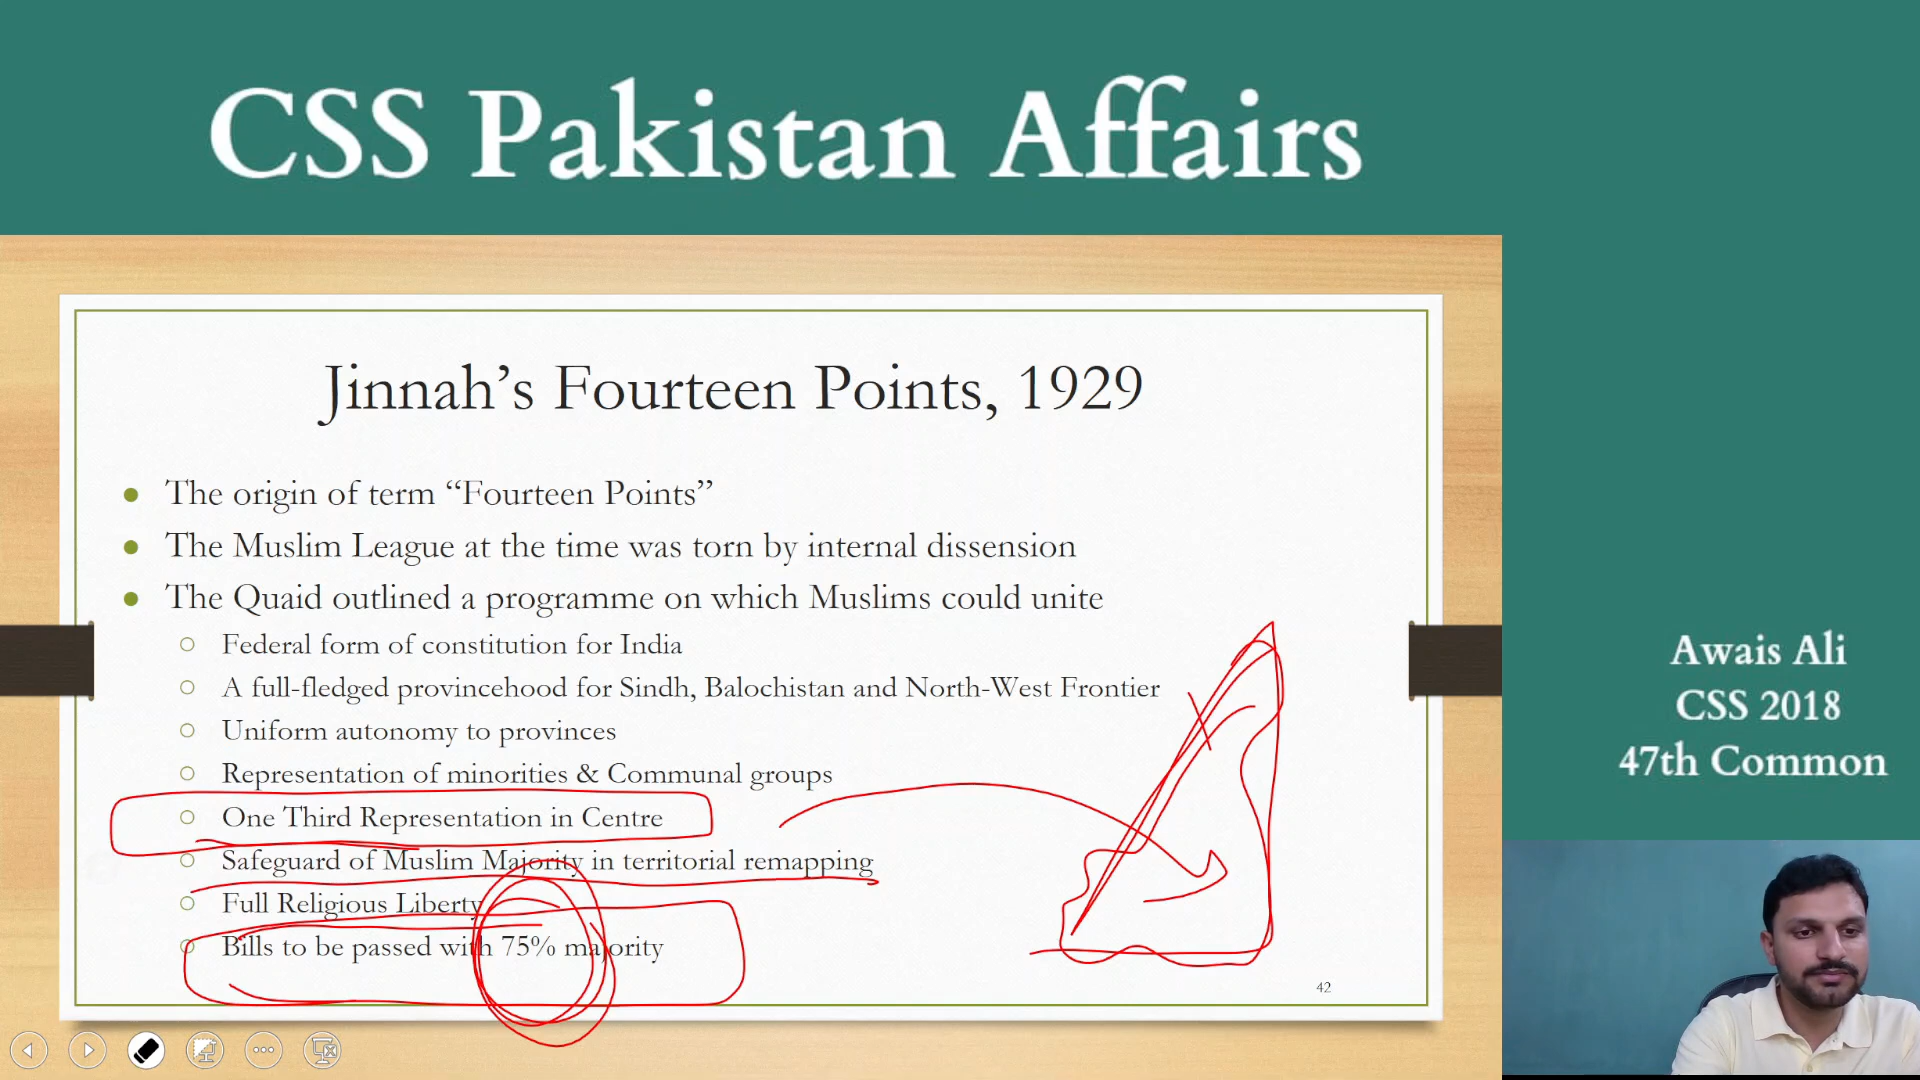 CSS Pakistan Affairs
Jinnah’s Fourteen Points, 1929
The origin of term “Fourteen Points”
The Muslim League at the time was torn by internal dissension
The Quaid outlined a programme on which Muslims could unite
Federal form of constitution for India
A full-fledged provincehood for Sindh, Balochistan and North-West Frontier
Uniform autonomy to provinces
Representation of minorities & Communal groups
One Third Representation in Centre
Safeguard of Muslim Majority in territorial remapping
Full Religious Liberty
Bills to be passed with 75% majority
42
Awais Ali
CSS 2018
47th Common